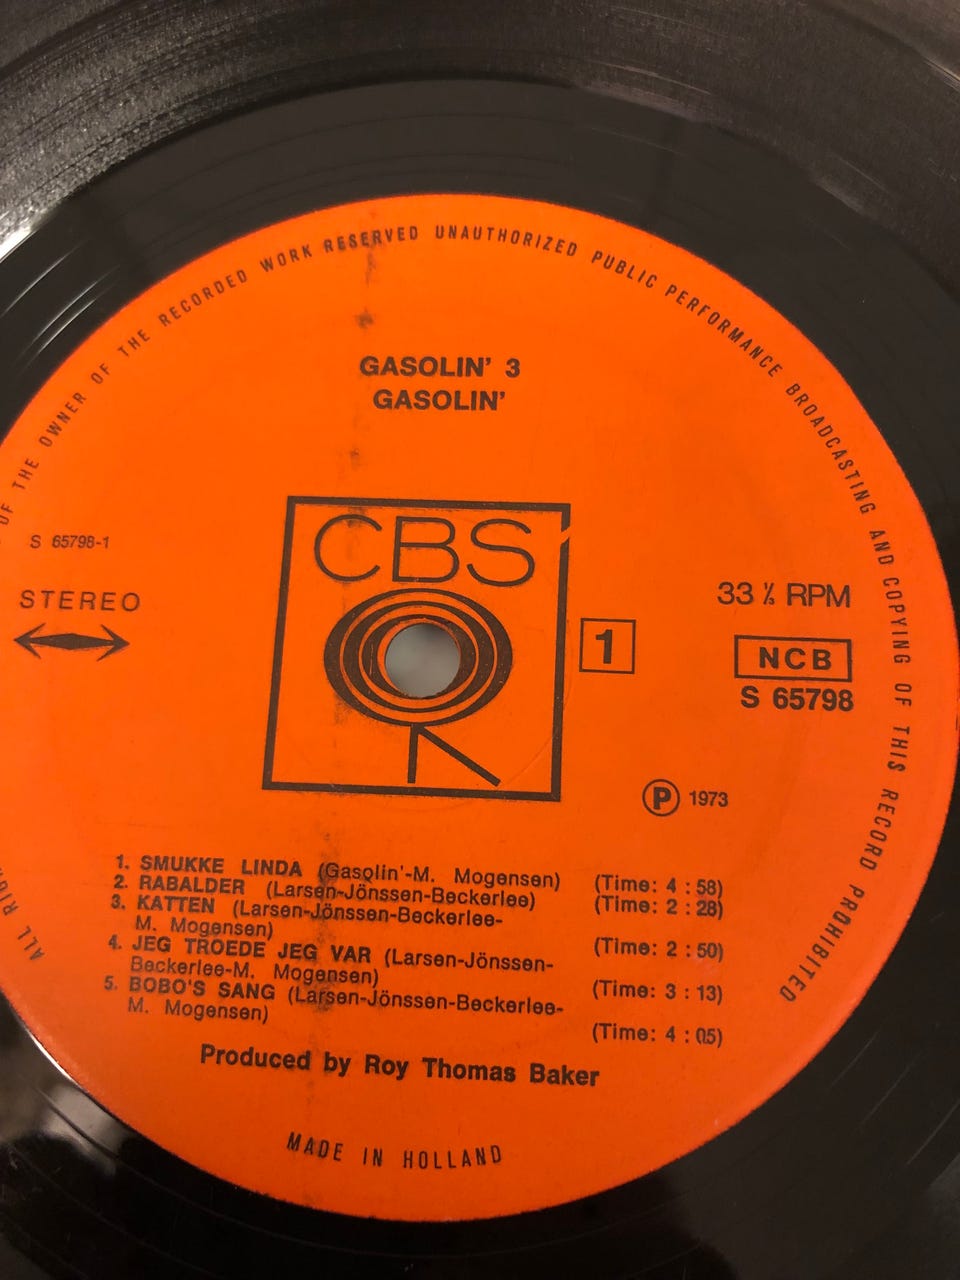 ALL RIGH
OF THE OWNER OF THE RECORDED WORK RESERVED UNAUTHORIZED PUBLIC PERFORMANCE BROADCASTING AND COPYING OF THIS RECORD PROHIBITED
GASOLIN' 3
GASOLIN'
CBS
S 65798-1
STEREO
33 ⅓ RPM
1
NCB
S 65798
Ⓟ 1973
1. SMUKKE LINDA (Gasolin'-M. Mogensen) (Time: 4 : 58)
2. RABALDER (Larsen-Jönssen-Beckerlee) (Time: 2 : 28)
3. KATTEN (Larsen-Jönssen-Beckerlee-
M. Mogensen) (Time: 2 : 50)
4. JEG TROEDE JEG VAR (Larsen-Jönssen-
Beckerlee-M. Mogensen) (Time: 3 : 13)
5. BOBO'S SANG (Larsen-Jönssen-Beckerlee-
M. Mogensen) (Time: 4 : 05)
Produced by Roy Thomas Baker
MADE IN HOLLAND